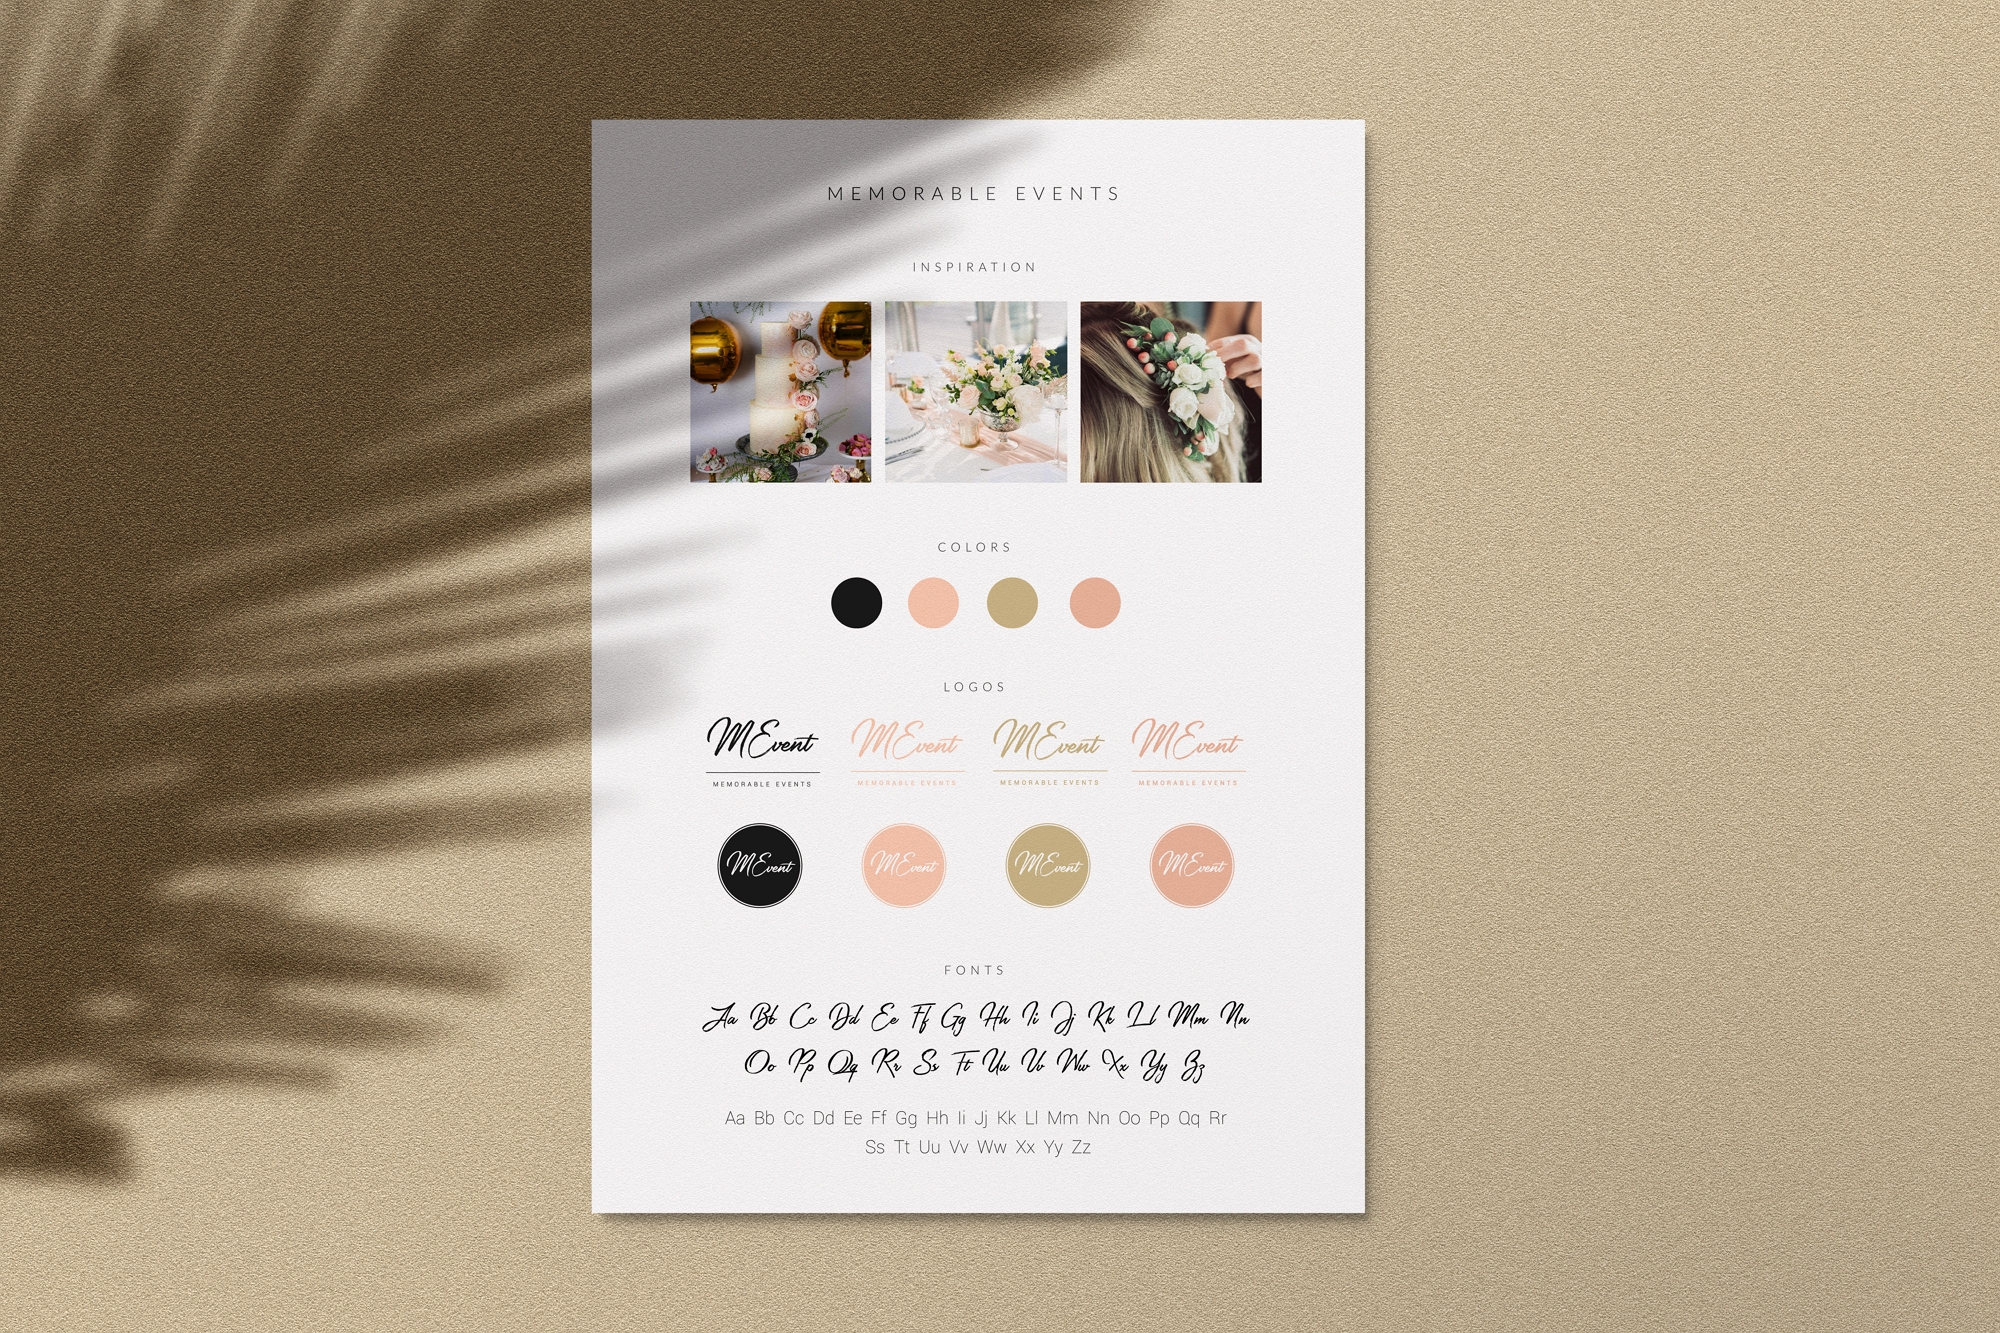 MEMORABLE EVENTS
INSPIRATION
COLORS
LOGOS
MEvent MEvent MEvent MEvent
MEMORABLE EVENTS MEMORABLE EVENTS MEMORABLE EVENTS MEMORABLE EVENTS
MEvent MEvent MEvent MEvent
FONTS
Aa Bb Cc Dd Ee Ff Gg Hh Ii Jj Kk Ll Mm Nn
Oo Pp Qq Rr Ss Tt Uu Vv Ww Xx Yy Zz
Aa Bb Cc Dd Ee Ff Gg Hh Ii Jj Kk Ll Mm Nn Oo Pp Qq Rr
Ss Tt Uu Vv Ww Xx Yy Zz